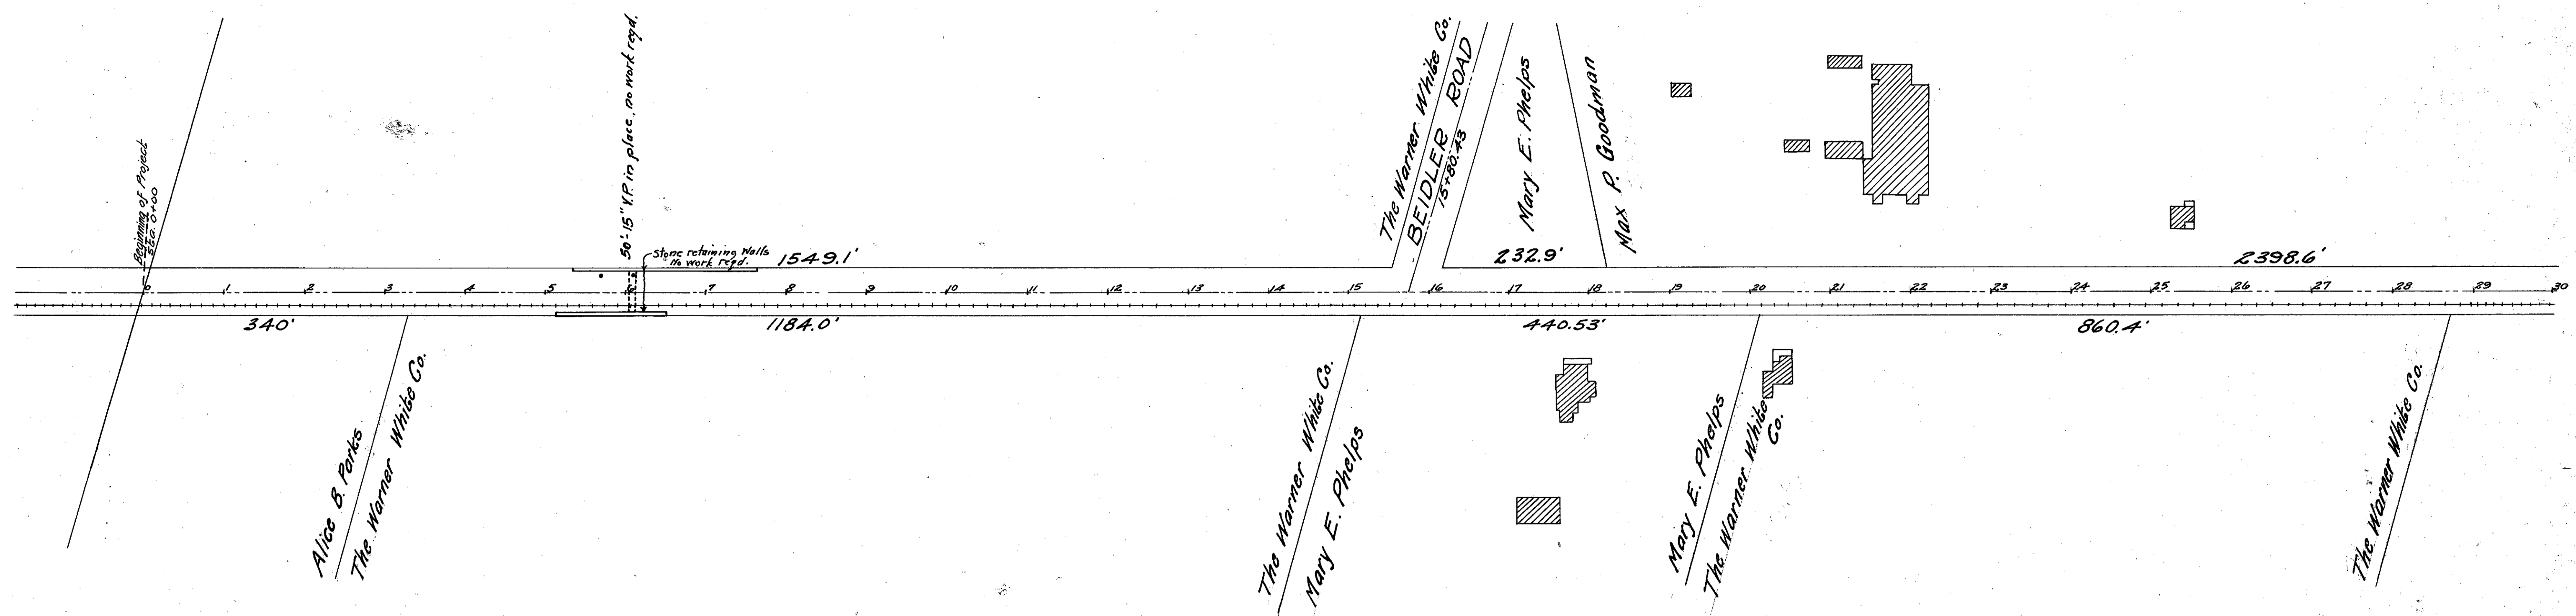 Beginning of Project
Sta. 0+00
50'-15" V.P. in place, no work reqd.
Stone retaining Walls
No work reqd.
1549.1'
The Warner White Co.
BEIDLER ROAD
15+80.43
Mary E. Phelps
232.9'
Max P. Goodman
2398.6'
0 1 2 3 4 5 6 7 8 9 10 11 12 13 14 15 16 17 18 19 20 21 22 23 24 25 26 27 28 29 30
340'
1184.0'
440.53'
860.4'
Alice B. Parks
The Warner White Co.
The Warner White Co.
Mary E. Phelps
Mary E. Phelps
The Warner White
Co.
The Warner White Co.